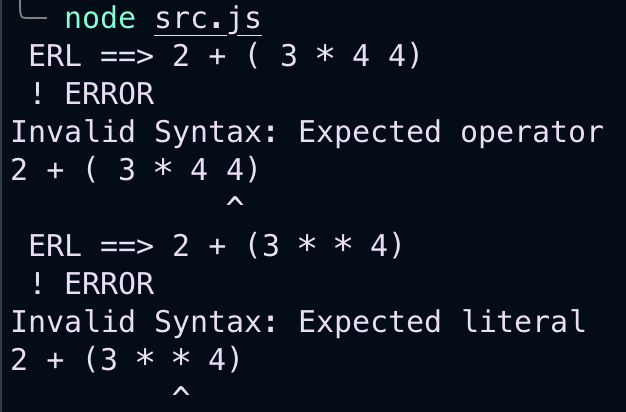 node src.js
ERL ==> 2 + ( 3 * 4 4)
! ERROR
Invalid Syntax: Expected operator
2 + ( 3 * 4 4)
            ^
ERL ==> 2 + (3 * * 4)
! ERROR
Invalid Syntax: Expected literal
2 + (3 * * 4)
         ^